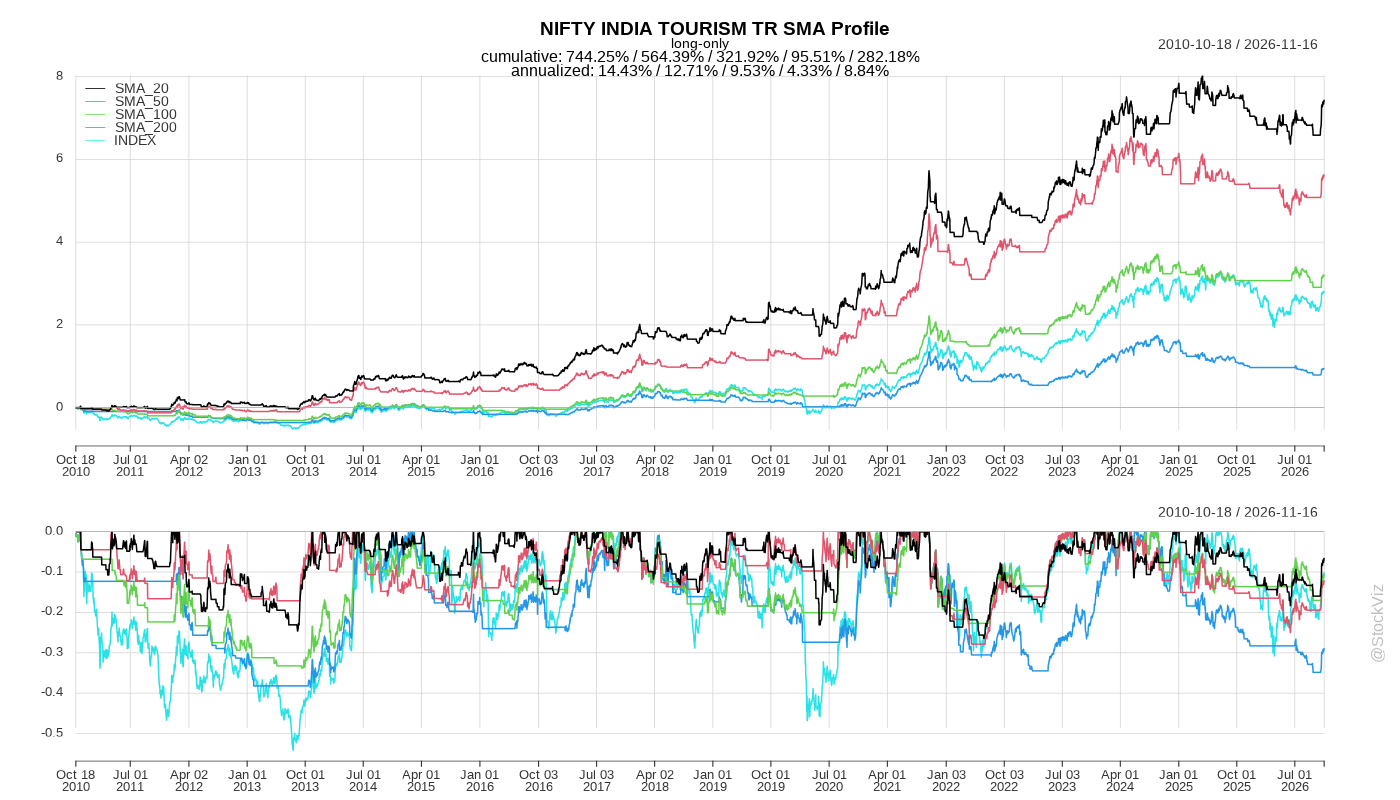 NIFTY INDIA TOURISM TR SMA Profile
long-only
2010-10-18 / 2026-11-16
cumulative: 744.25% / 564.39% / 321.92% / 95.51% / 282.18%
annualized: 14.43% / 12.71% / 9.53% / 4.33% / 8.84%
8
6
4
2
0
SMA_20
SMA_50
SMA_100
SMA_200
INDEX
Oct 18 Jul 01 Apr 02 Jan 01 Oct 01 Jul 01 Apr 01 Jan 01 Oct 03 Jul 03 Apr 02 Jan 01 Oct 01 Jul 01 Apr 01 Jan 03 Oct 03 Jul 03 Apr 01 Jan 01 Oct 01 Jul 01
2010 2011 2012 2013 2013 2014 2015 2016 2016 2017 2018 2019 2019 2020 2021 2022 2022 2023 2024 2025 2025 2026
2010-10-18 / 2026-11-16
0.0
-0.1
-0.2
-0.3
-0.4
-0.5
Oct 18 Jul 01 Apr 02 Jan 01 Oct 01 Jul 01 Apr 01 Jan 01 Oct 03 Jul 03 Apr 02 Jan 01 Oct 01 Jul 01 Apr 01 Jan 03 Oct 03 Jul 03 Apr 01 Jan 01 Oct 01 Jul 01
2010 2011 2012 2013 2013 2014 2015 2016 2016 2017 2018 2019 2019 2020 2021 2022 2022 2023 2024 2025 2025 2026
@StockViz